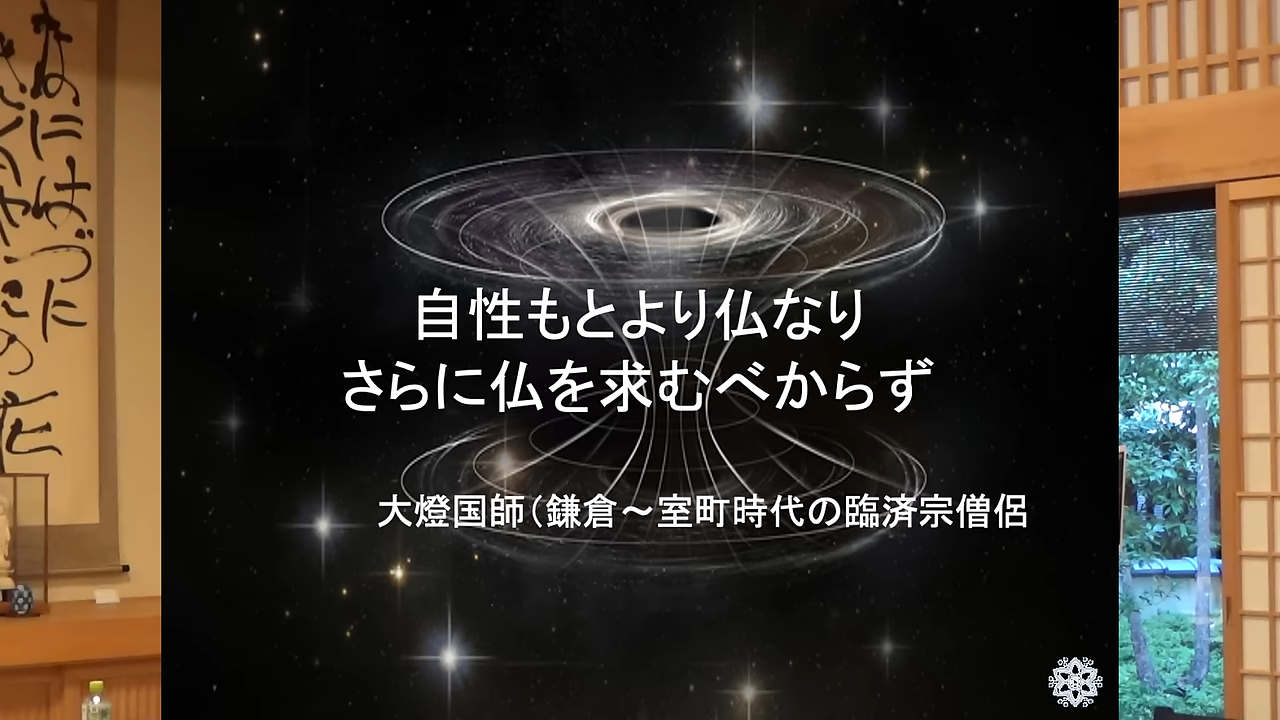 自性もとより仏なり
さらに仏を求むべからず
大燈国師（鎌倉～室町時代の臨済宗僧侶
なにはづに